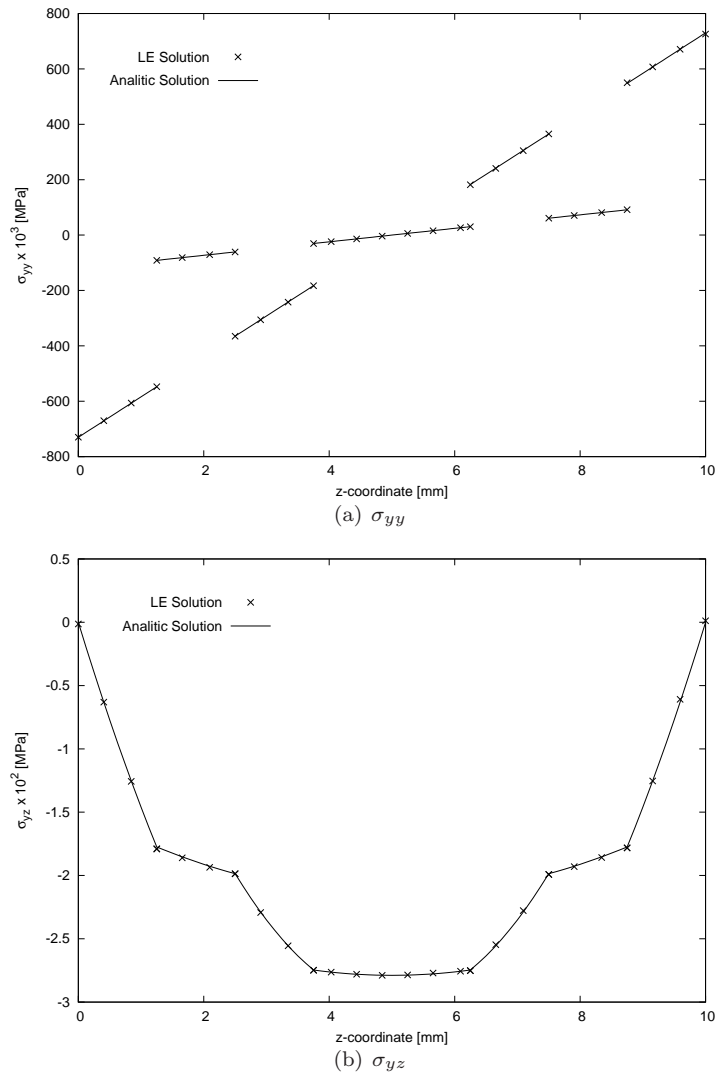 800
600
400
200
0
-200
-400
-600
-800
0 2 4 6 8 10
σyy x 10³ [MPa]
z-coordinate [mm]
LE Solution
Analitic Solution
(a) σyy
0.5
0
-0.5
-1
-1.5
-2
-2.5
-3
0 2 4 6 8 10
σyz x 10² [MPa]
z-coordinate [mm]
LE Solution
Analitic Solution
(b) σyz